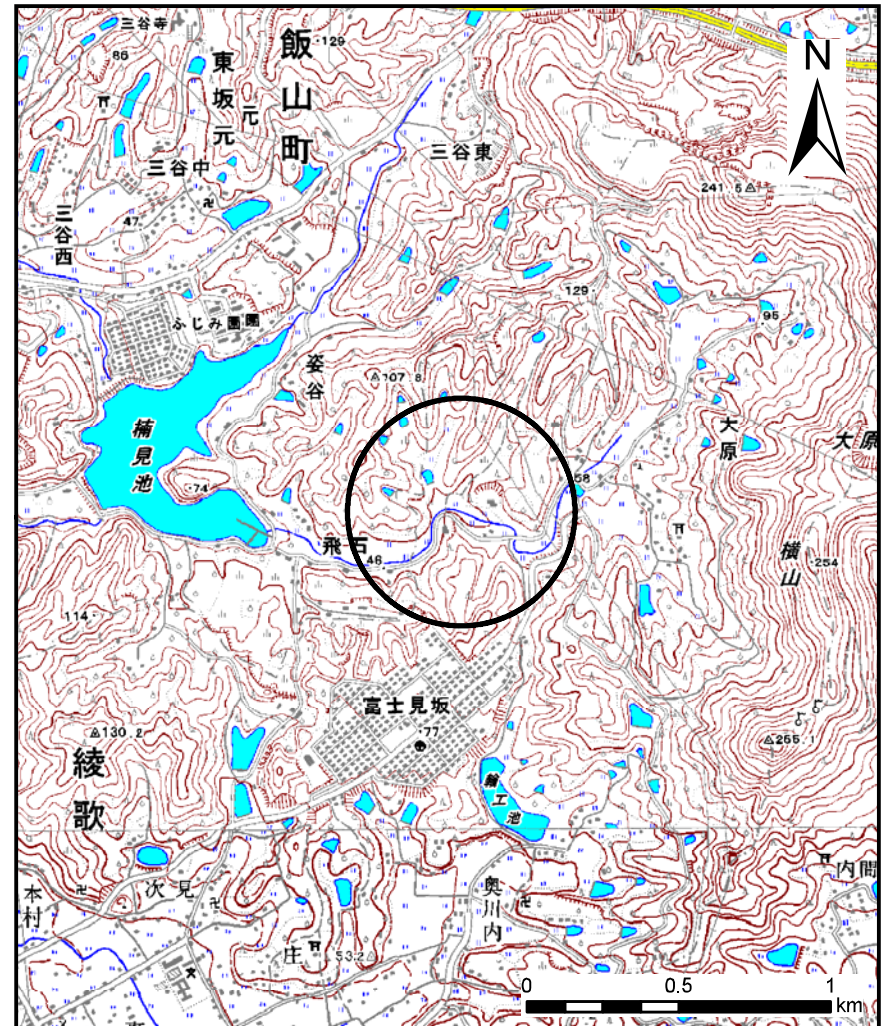 三谷寺
86
東坂元
元
飯山町
129
N
三谷中
三谷東
三谷西
47
241.5
ふじみ園団
129
95
姿谷
107.8
楠見池
大原
大原
74
58
飛石
46
横山
254
114
富士見坂
77
130.2
綾歌
255.1
輪工池
次見
本村
奥川内
内間
庄
53.2
0 0.5 1
km